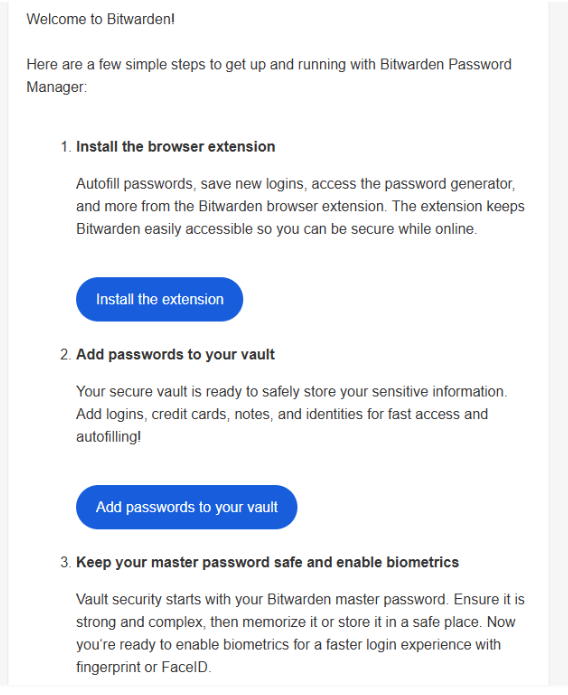 Welcome to Bitwarden!
Here are a few simple steps to get up and running with Bitwarden Password
Manager:
1. Install the browser extension
Autofill passwords, save new logins, access the password generator,
and more from the Bitwarden browser extension. The extension keeps
Bitwarden easily accessible so you can be secure while online.
Install the extension
2. Add passwords to your vault
Your secure vault is ready to safely store your sensitive information.
Add logins, credit cards, notes, and identities for fast access and
autofilling!
Add passwords to your vault
3. Keep your master password safe and enable biometrics
Vault security starts with your Bitwarden master password. Ensure it is
strong and complex, then memorize it or store it in a safe place. Now
you’re ready to enable biometrics for a faster login experience with
fingerprint or FaceID.